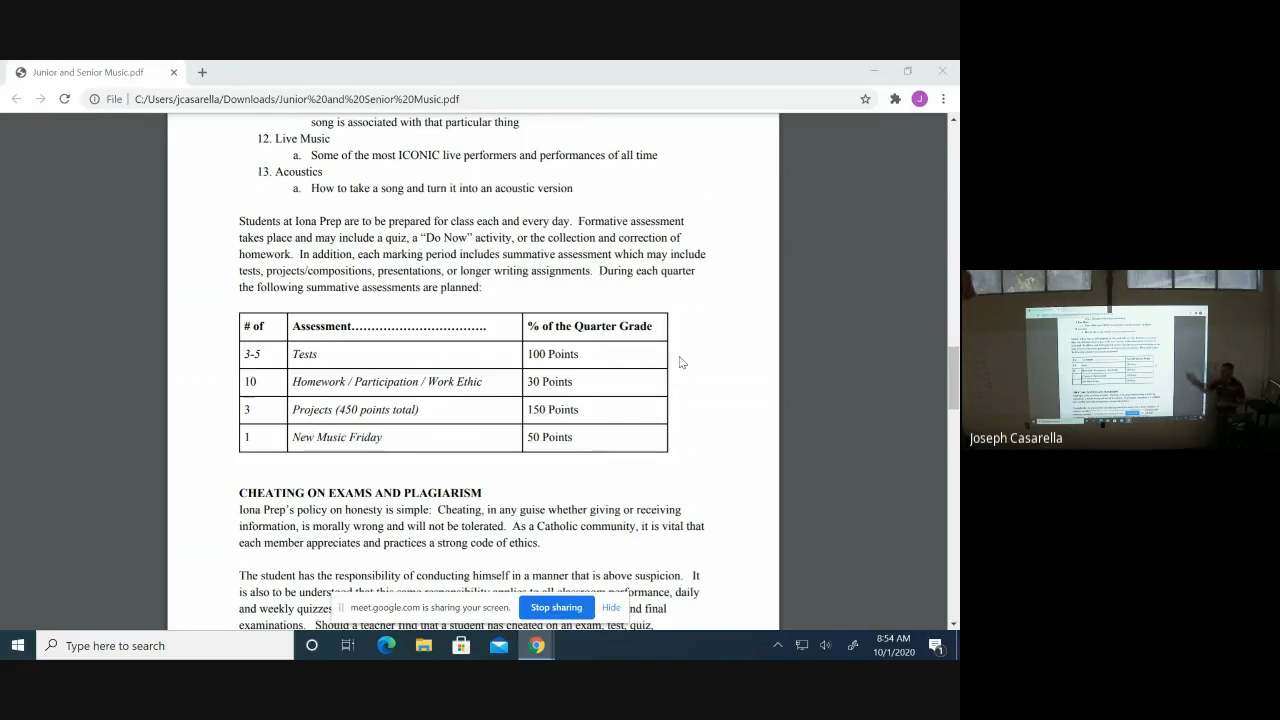 Junior and Senior Music.pdf
File
C:/Users/jcasarella/Downloads/Junior%20and%20Senior%20Music.pdf
J
song is associated with that particular thing
12. Live Music
a. Some of the most ICONIC live performers and performances of all time
13. Acoustics
a. How to take a song and turn it into an acoustic version
Students at Iona Prep are to be prepared for class each and every day. Formative assessment
takes place and may include a quiz, a “Do Now” activity, or the collection and correction of
homework. In addition, each marking period includes summative assessment which may include
tests, projects/compositions, presentations, or longer writing assignments. During each quarter
the following summative assessments are planned:
# of Assessment…………………………. % of the Quarter Grade
3-5 Tests 100 Points
10 Homework / Participation / Work Ethic 30 Points
3 Projects (450 points total) 150 Points
1 New Music Friday 50 Points
CHEATING ON EXAMS AND PLAGIARISM
Iona Prep’s policy on honesty is simple: Cheating, in any guise whether giving or receiving
information, is morally wrong and will not be tolerated. As a Catholic community, it is vital that
each member appreciates and practices a strong code of ethics.
The student has the responsibility of conducting himself in a manner that is above suspicion. It
is also to be understood that this same responsibility applies to all classroom performance, daily
and weekly quizzes nd final
examinations. Should a teacher find that a student has cheated on an exam, test, quiz,
meet.google.com is sharing your screen.
Stop sharing
Hide
Type here to search
8:54 AM
10/1/2020
1
Joseph Casarella